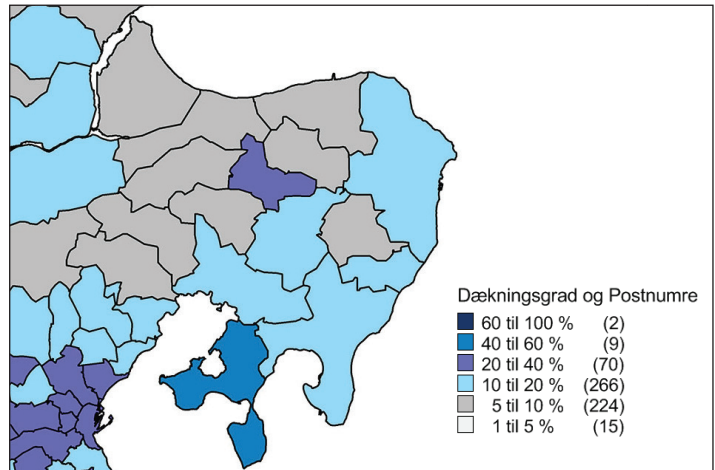 Dækningsgrad og Postnumre
60 til 100 % (2)
40 til 60 % (9)
20 til 40 % (70)
10 til 20 % (266)
5 til 10 % (224)
1 til 5 % (15)